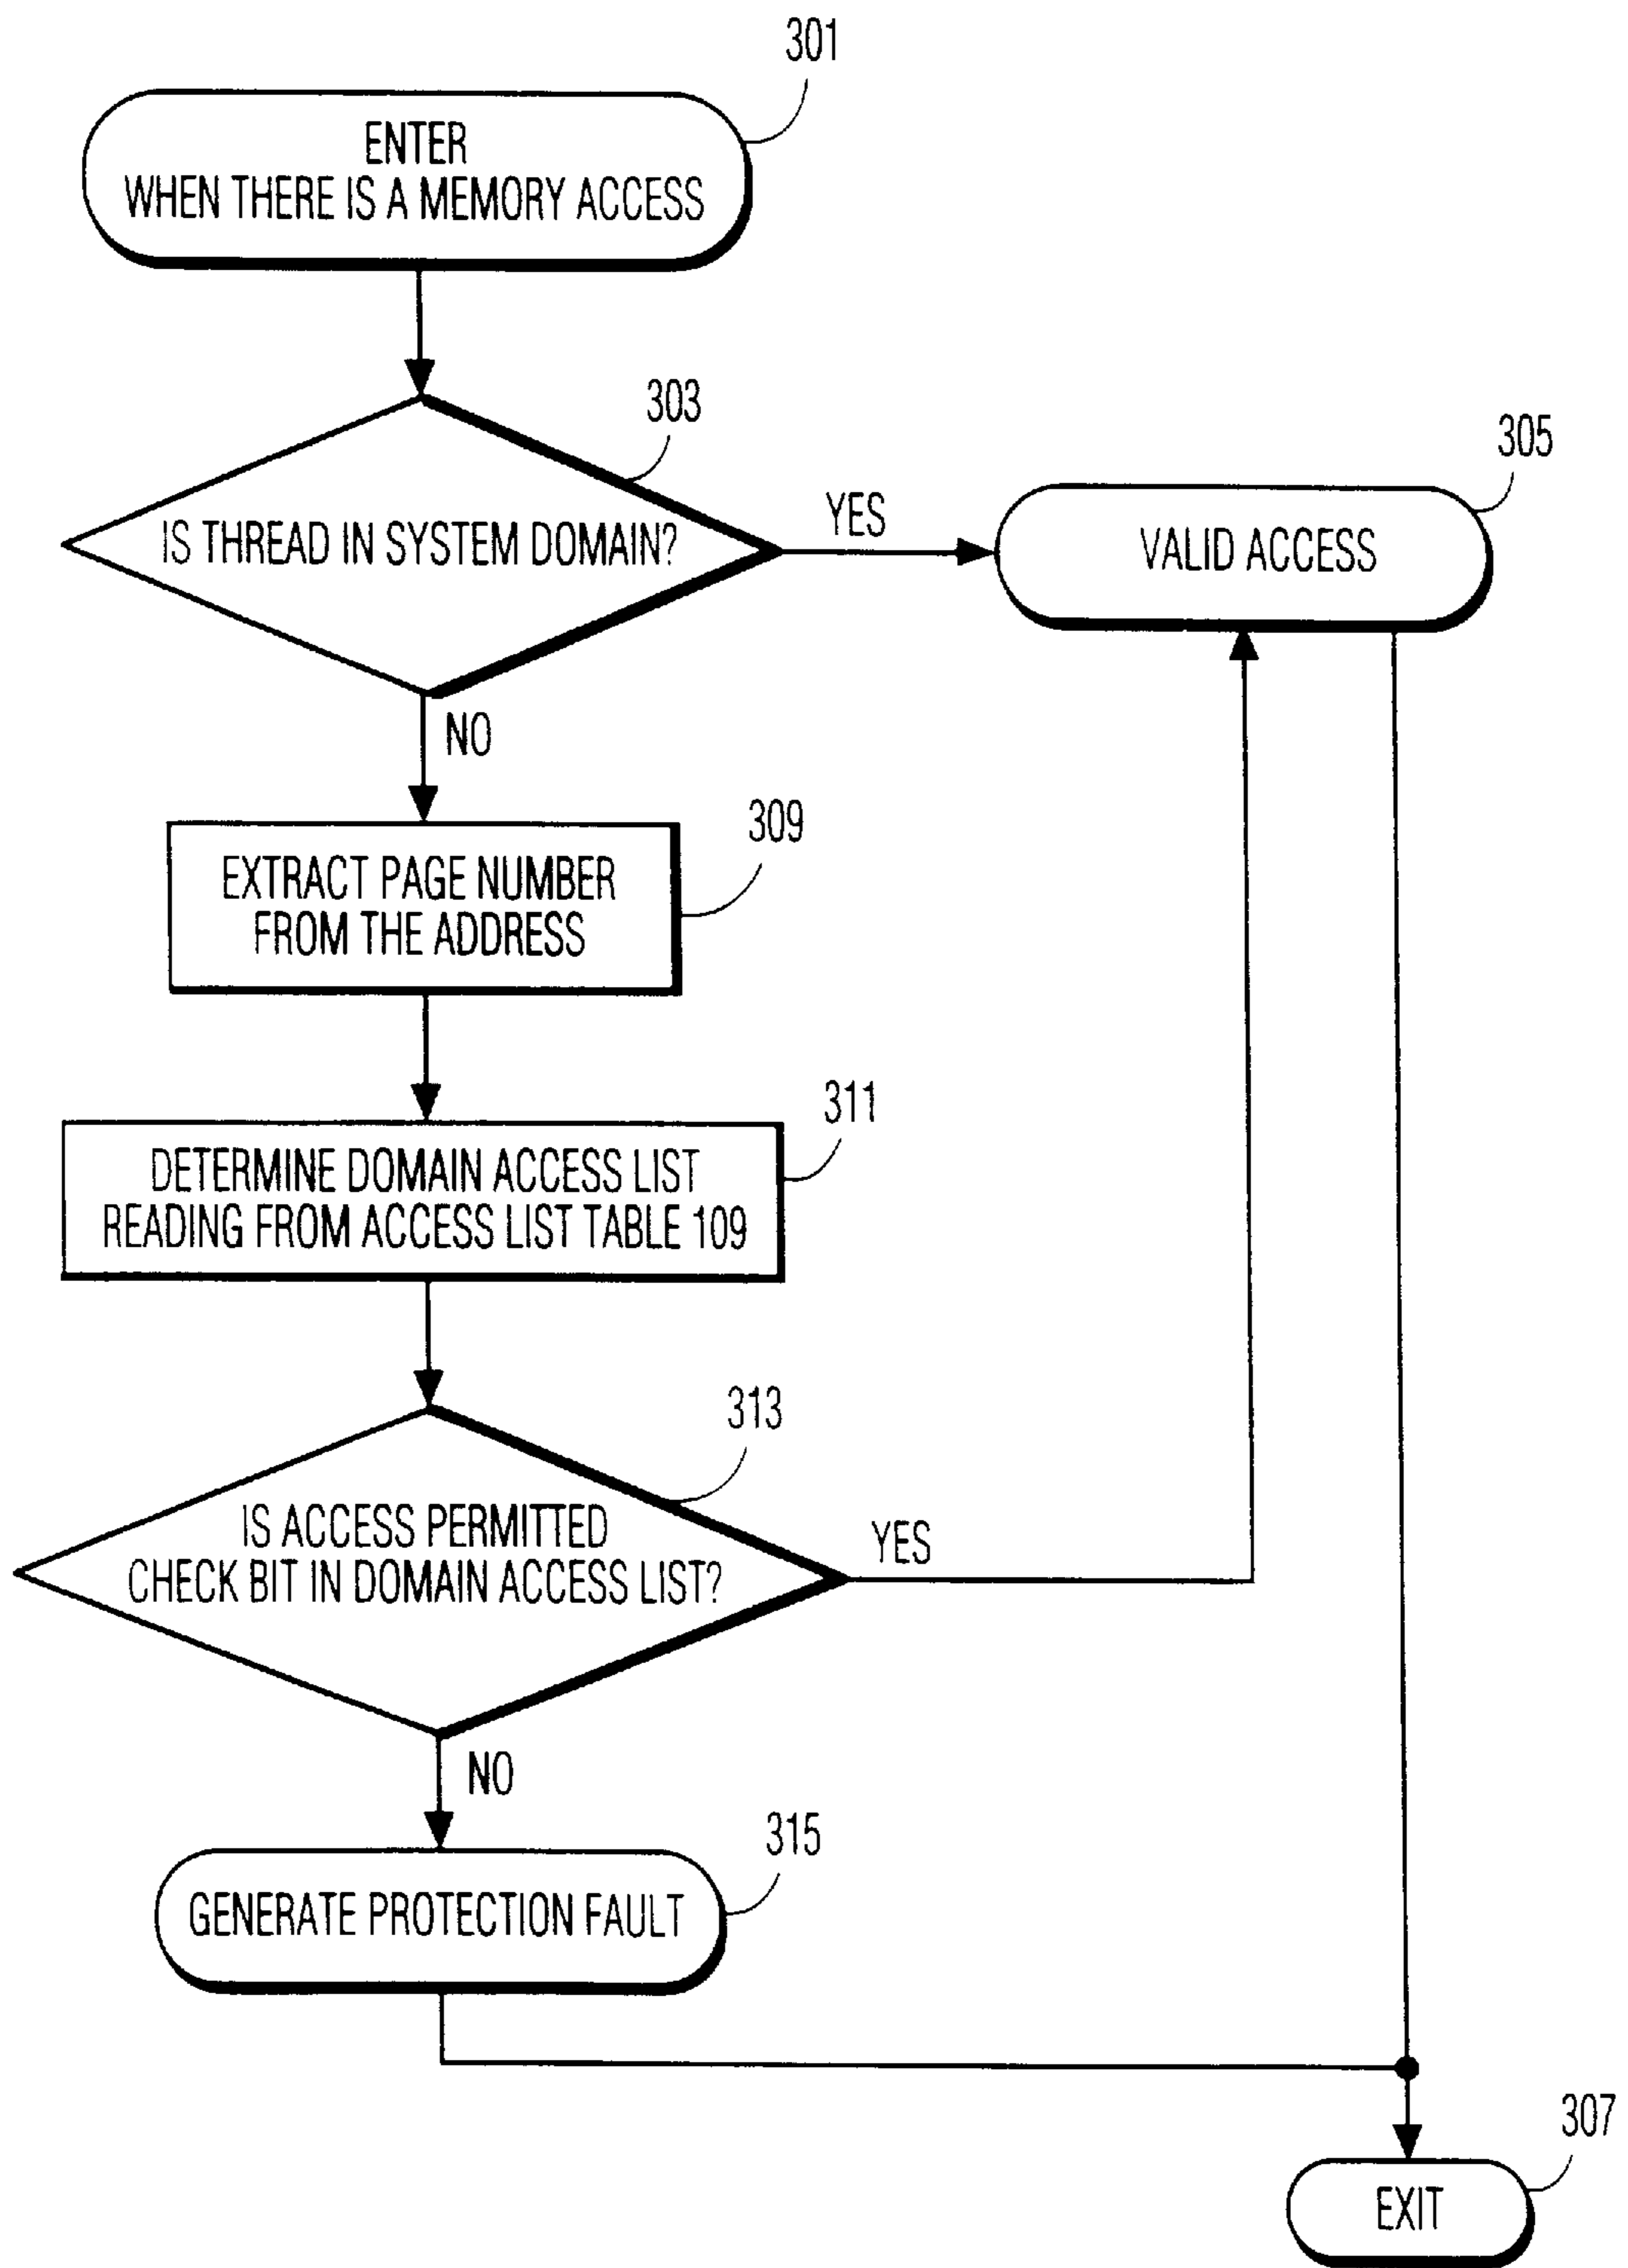 301
ENTER
WHEN THERE IS A MEMORY ACCESS
303
IS THREAD IN SYSTEM DOMAIN?
YES
305
VALID ACCESS
NO
309
EXTRACT PAGE NUMBER
FROM THE ADDRESS
311
DETERMINE DOMAIN ACCESS LIST
READING FROM ACCESS LIST TABLE 109
313
IS ACCESS PERMITTED
CHECK BIT IN DOMAIN ACCESS LIST?
YES
NO
315
GENERATE PROTECTION FAULT
307
EXIT